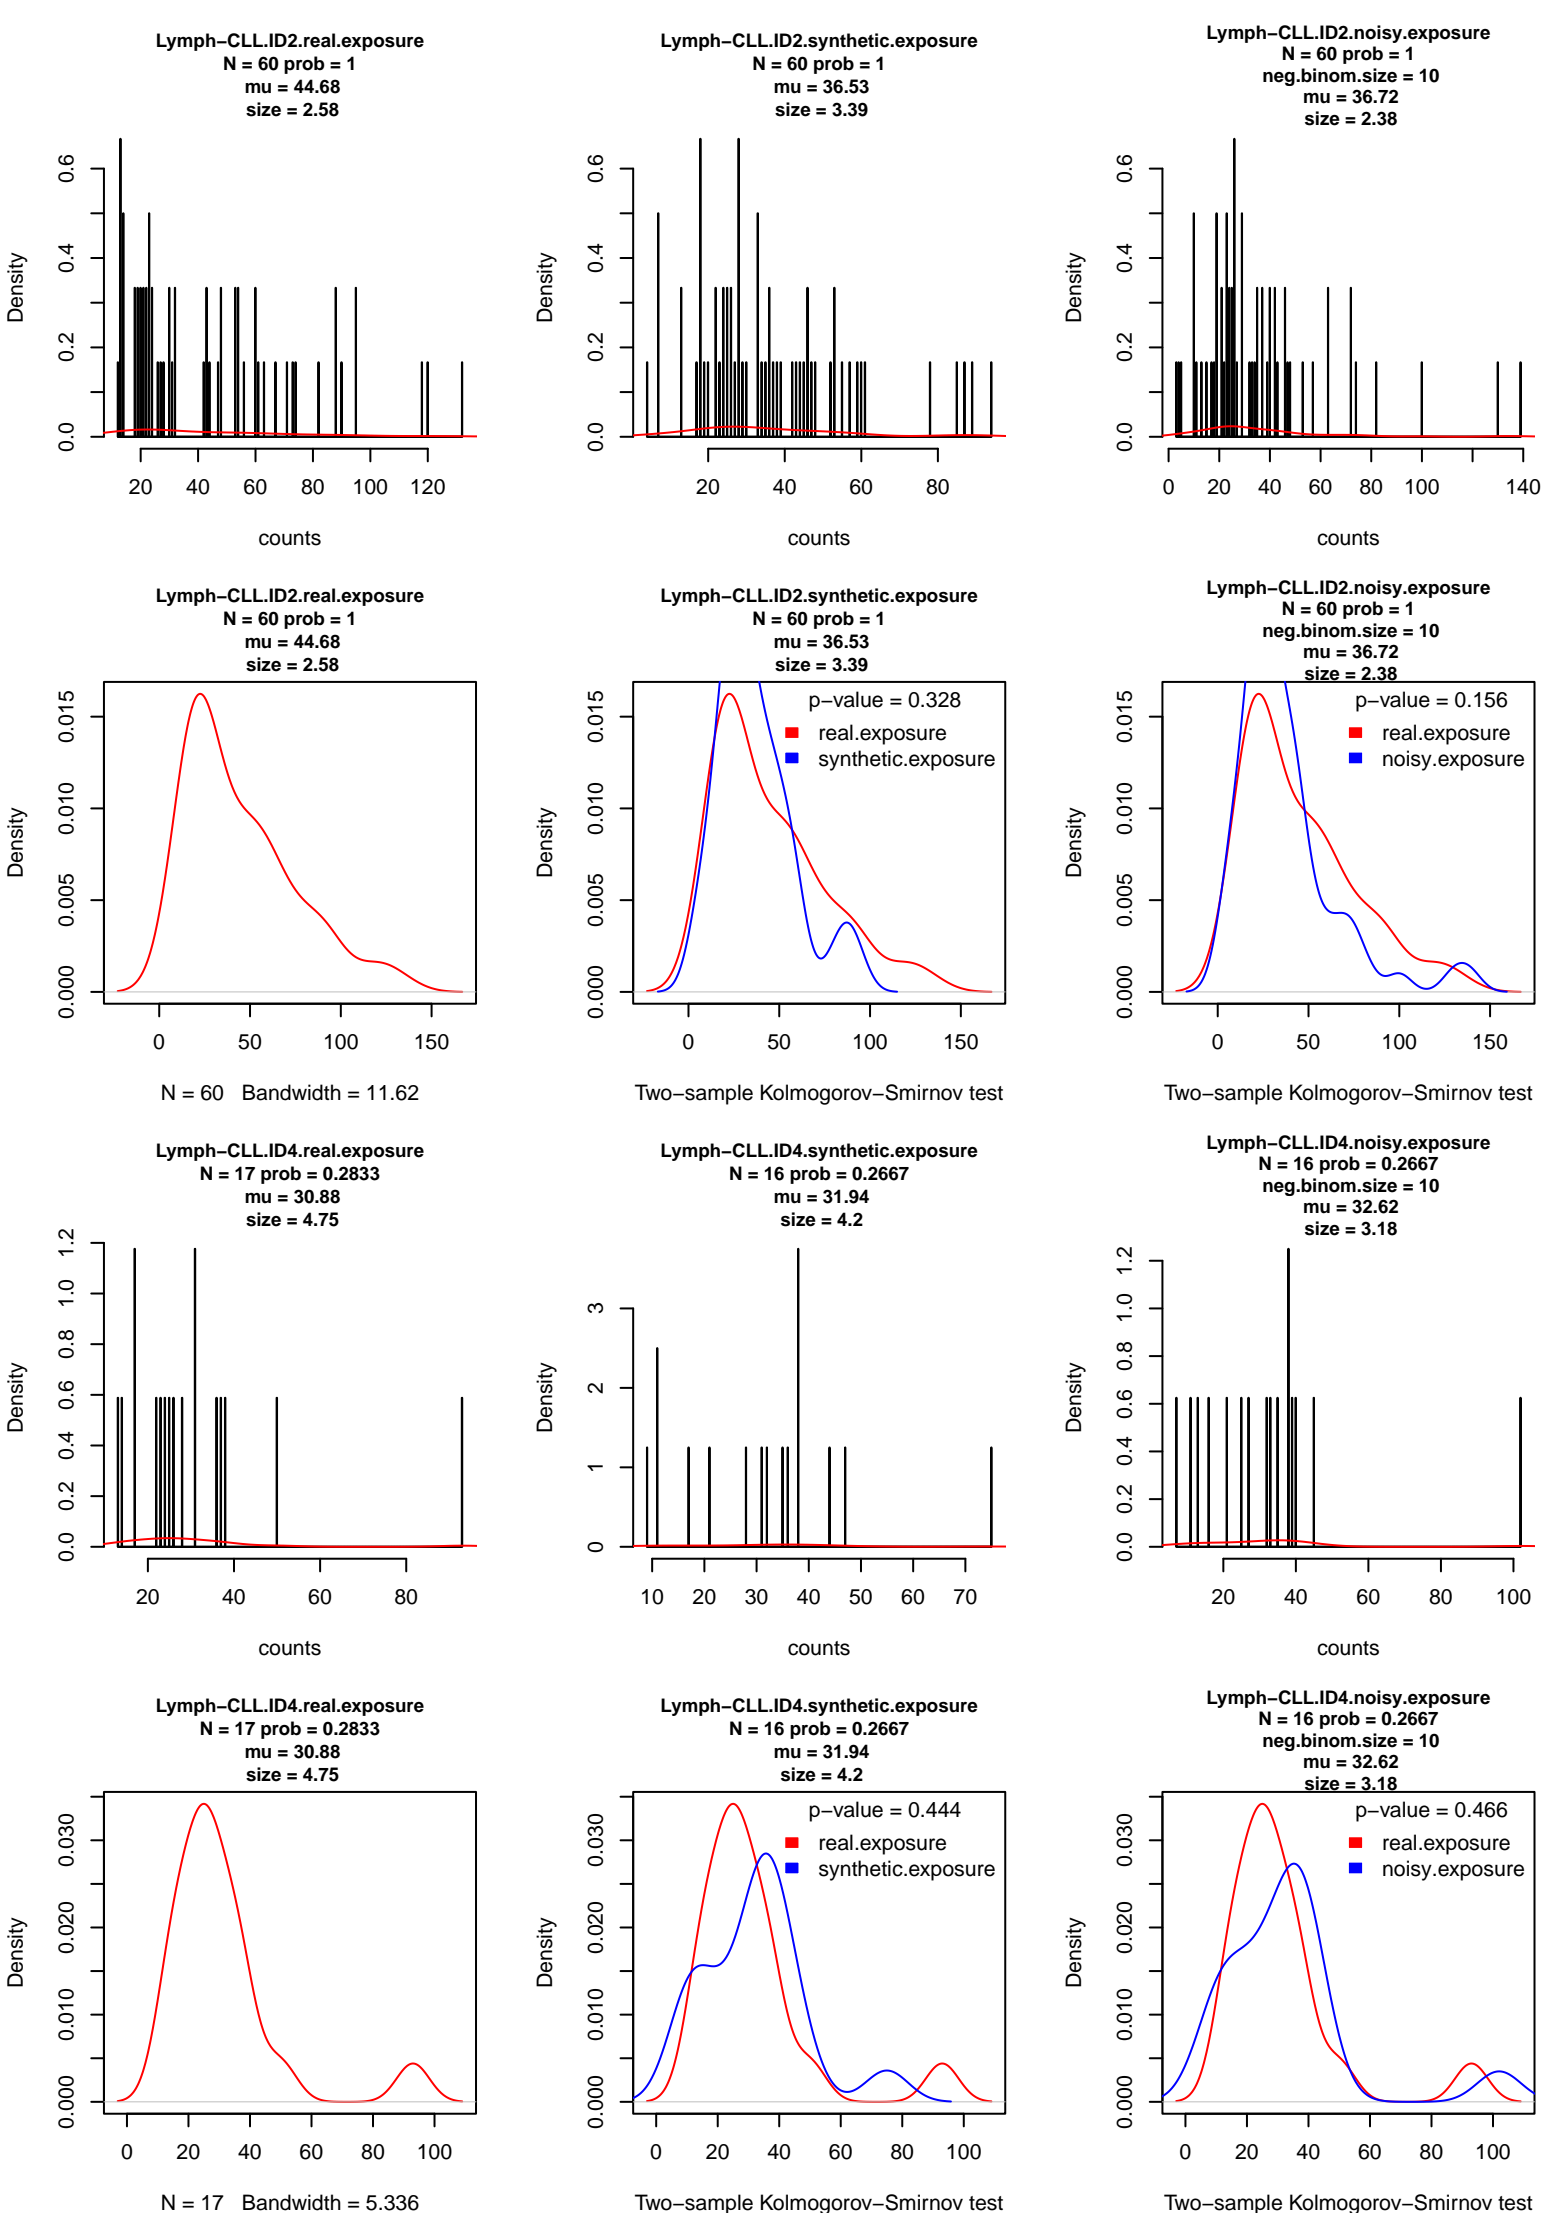 Lymph−CLL.ID2.real.exposure
N = 60 prob = 1
mu = 44.68
size = 2.58
Density
0.0 0.2 0.4 0.6
20 40 60 80 100 120
counts
Lymph−CLL.ID2.synthetic.exposure
N = 60 prob = 1
mu = 36.53
size = 3.39
Density
0.0 0.2 0.4 0.6
20 40 60 80
counts
Lymph−CLL.ID2.noisy.exposure
N = 60 prob = 1
neg.binom.size = 10
mu = 36.72
size = 2.38
Density
0.0 0.2 0.4 0.6
0 20 40 60 80 100 140
counts
Lymph−CLL.ID2.real.exposure
N = 60 prob = 1
mu = 44.68
size = 2.58
Density
0.000 0.005 0.010 0.015
0 50 100 150
N = 60 Bandwidth = 11.62
Lymph−CLL.ID2.synthetic.exposure
N = 60 prob = 1
mu = 36.53
size = 3.39
p−value = 0.328
real.exposure
synthetic.exposure
Density
0.000 0.005 0.010 0.015
0 50 100 150
Two−sample Kolmogorov−Smirnov test
Lymph−CLL.ID2.noisy.exposure
N = 60 prob = 1
neg.binom.size = 10
mu = 36.72
size = 2.38
p−value = 0.156
real.exposure
noisy.exposure
Density
0.000 0.005 0.010 0.015
0 50 100 150
Two−sample Kolmogorov−Smirnov test
Lymph−CLL.ID4.real.exposure
N = 17 prob = 0.2833
mu = 30.88
size = 4.75
Density
0.0 0.2 0.4 0.6 0.8 1.0 1.2
20 40 60 80
counts
Lymph−CLL.ID4.synthetic.exposure
N = 16 prob = 0.2667
mu = 31.94
size = 4.2
Density
0 1 2 3
10 20 30 40 50 60 70
counts
Lymph−CLL.ID4.noisy.exposure
N = 16 prob = 0.2667
neg.binom.size = 10
mu = 32.62
size = 3.18
Density
0.0 0.2 0.4 0.6 0.8 1.0 1.2
20 40 60 80 100
counts
Lymph−CLL.ID4.real.exposure
N = 17 prob = 0.2833
mu = 30.88
size = 4.75
Density
0.000 0.010 0.020 0.030
0 20 40 60 80 100
N = 17 Bandwidth = 5.336
Lymph−CLL.ID4.synthetic.exposure
N = 16 prob = 0.2667
mu = 31.94
size = 4.2
p−value = 0.444
real.exposure
synthetic.exposure
Density
0.000 0.010 0.020 0.030
0 20 40 60 80 100
Two−sample Kolmogorov−Smirnov test
Lymph−CLL.ID4.noisy.exposure
N = 16 prob = 0.2667
neg.binom.size = 10
mu = 32.62
size = 3.18
p−value = 0.466
real.exposure
noisy.exposure
Density
0.000 0.010 0.020 0.030
0 20 40 60 80 100
Two−sample Kolmogorov−Smirnov test